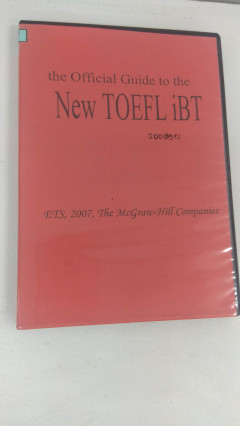 the Official Guide to the
New TOEFL iBT
ETS, 2007, The McGraw-Hill Companies